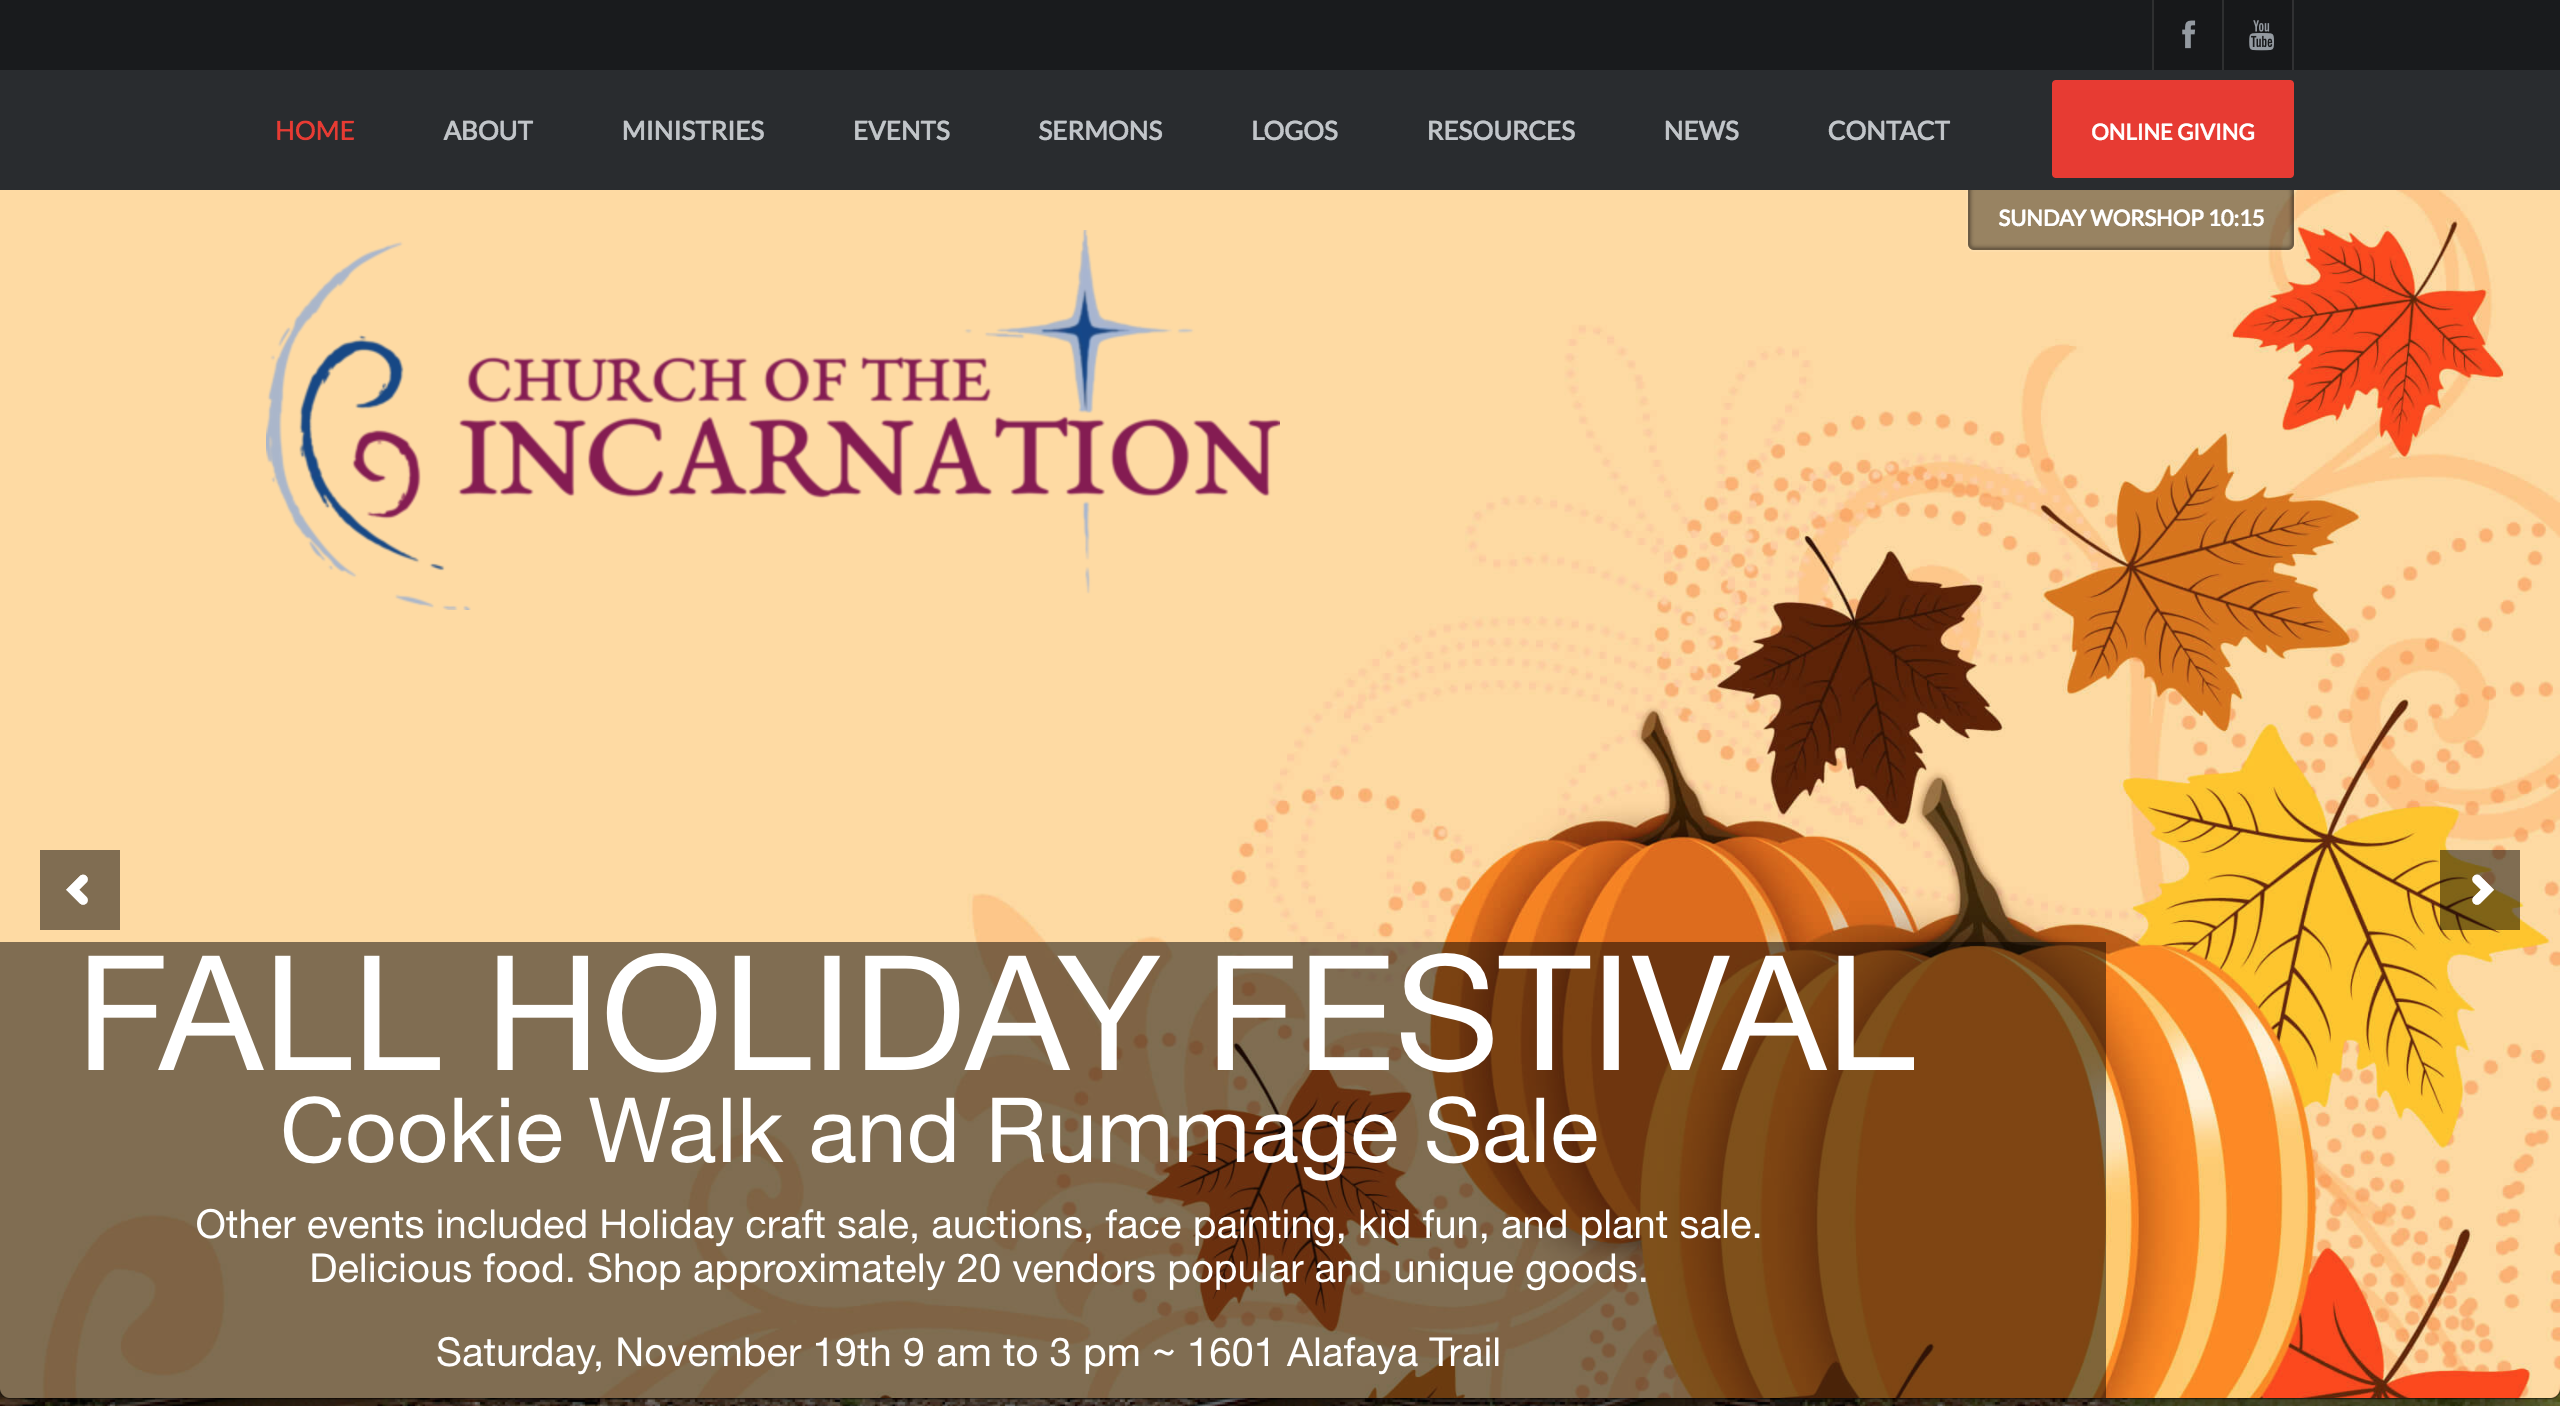 You
Tube
HOME ABOUT MINISTRIES EVENTS SERMONS LOGOS RESOURCES NEWS CONTACT ONLINE GIVING
SUNDAY WORSHOP 10:15
CHURCH OF THE
INCARNATION
FALL HOLIDAY FESTIVAL
Cookie Walk and Rummage Sale
Other events included Holiday craft sale, auctions, face painting, kid fun, and plant sale.
Delicious food. Shop approximately 20 vendors popular and unique goods.
Saturday, November 19th 9 am to 3 pm ~ 1601 Alafaya Trail